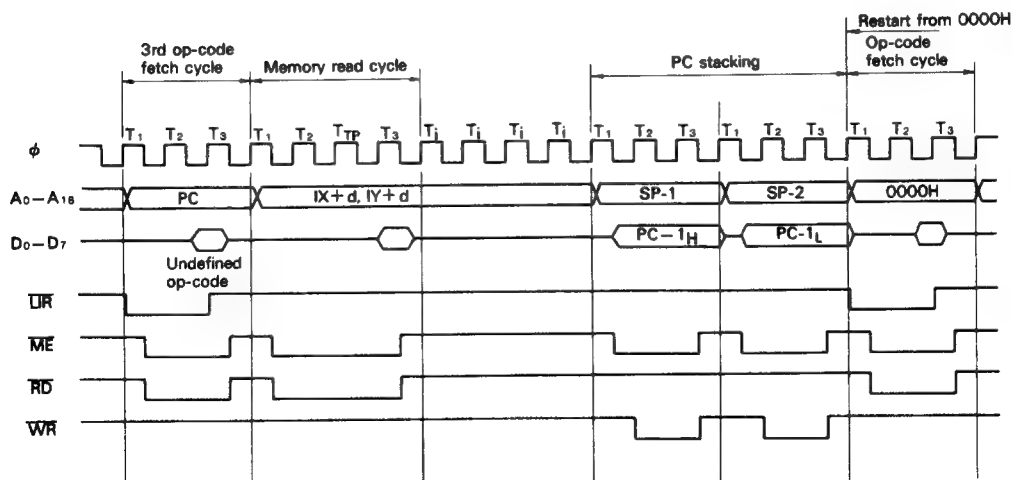 Restart from 0000H
3rd op-code
fetch cycle
Memory read cycle
PC stacking
Op-code
fetch cycle
T1 T2 T3 T1 T2 TTP T3 Ti Ti Ti Ti T1 T2 T3 T1 T2 T3 T1 T2 T3
φ
A0–A18 PC IX+d, IY+d SP-1 SP-2 0000H
D0–D7 PC–1H PC-1L
Undefined
op-code
LIR
ME
RD
WR